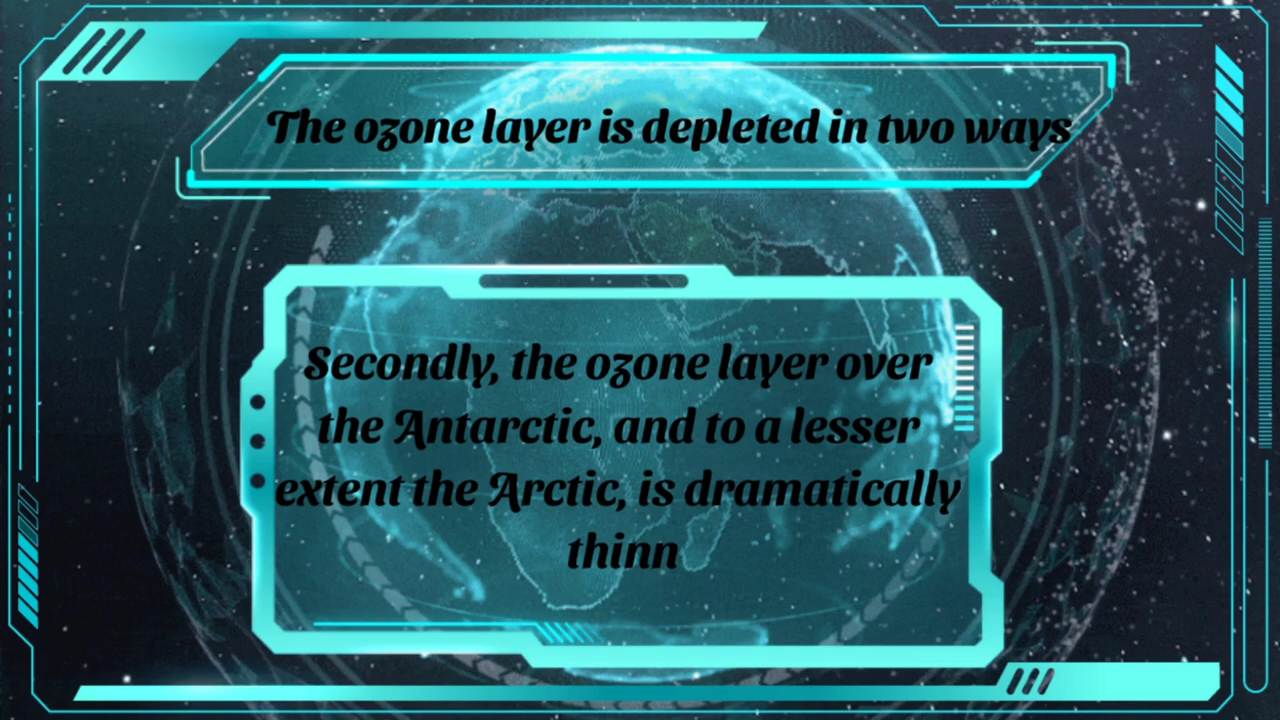 The ozone layer is depleted in two ways
Secondly, the ozone layer over
the Antarctic, and to a lesser
extent the Arctic, is dramatically
thinn